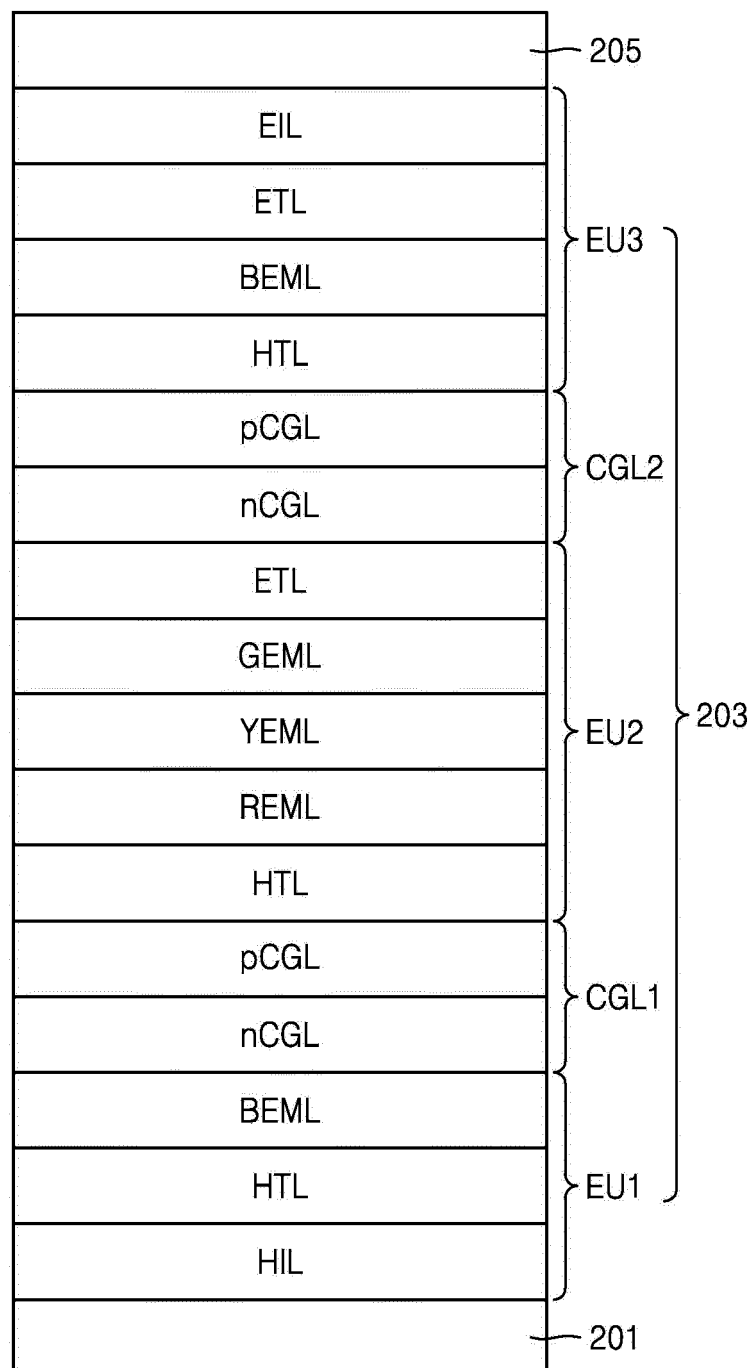 205
EIL
ETL
EU3
BEML
HTL
pCGL
CGL2
nCGL
ETL
GEML
203
YEML
EU2
REML
HTL
pCGL
CGL1
nCGL
BEML
HTL
EU1
HIL
201